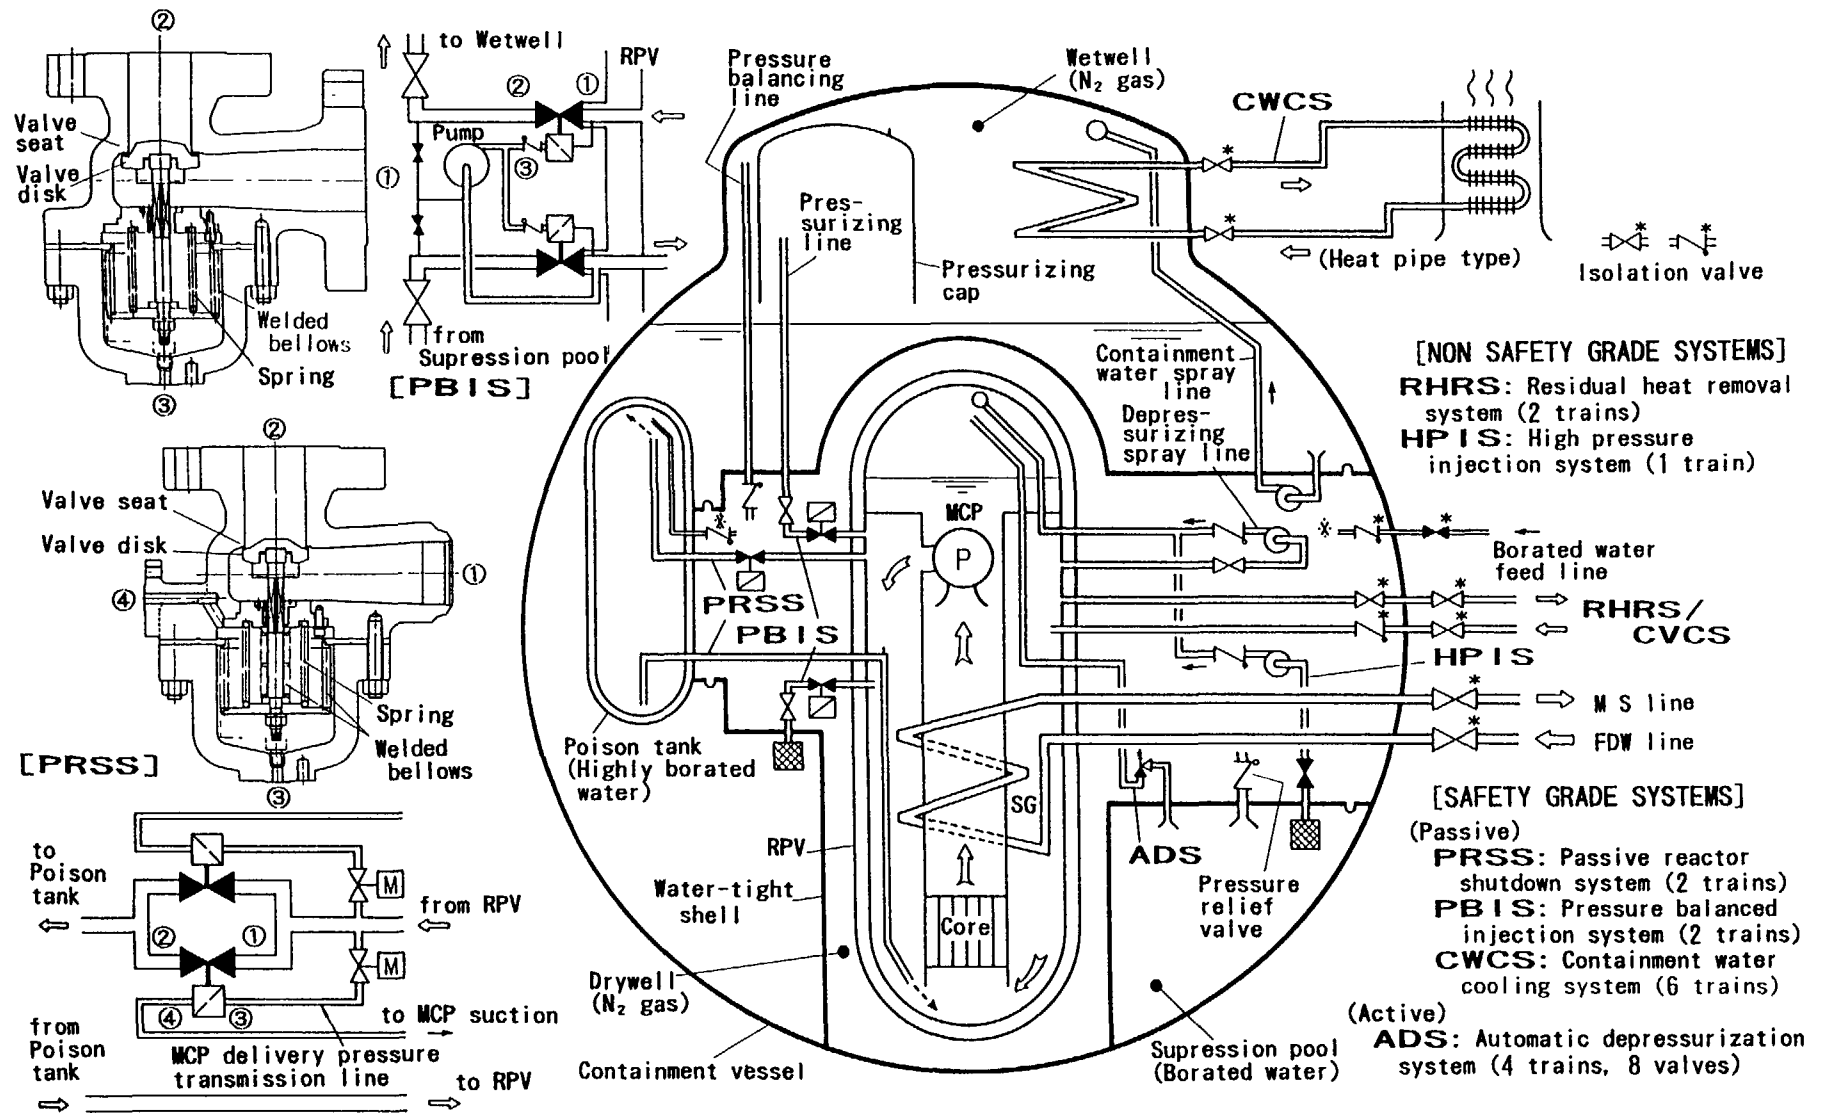 ②
Valve
seat
Valve
disk
①
Welded
bellows
Spring
③
to Wetwell
RPV
②
①
Pump
③
from
Supression pool
[PBIS]
②
Valve seat
Valve disk
①
④
Spring
Welded
bellows
[PRSS]
③
to
Poison
tank
M
from RPV
②
①
M
④
③
to MCP suction
from
Poison
tank
MCP delivery pressure
transmission line
to RPV
Pressure
balancing
line
Wetwell
(N₂ gas)
CWCS
*
Pres-
surizing
line
Pressurizing
cap
*
(Heat pipe type)
*
*
Isolation valve
Containment
water spray
line
Depres-
surizing
spray line
MCP
P
*
*
*
*
Borated water
feed line
PRSS
PBIS
*
*
RHRS/
CVCS
*
HPIS
*
M S line
*
FDW line
Poison tank
(Highly borated
water)
SG
RPV
ADS
Water-tight
shell
Pressure
relief
valve
Core
Drywell
(N₂ gas)
Containment vessel
Supression pool
(Borated water)
[NON SAFETY GRADE SYSTEMS]
RHRS: Residual heat removal
system (2 trains)
HPIS: High pressure
injection system (1 train)
[SAFETY GRADE SYSTEMS]
(Passive)
PRSS: Passive reactor
shutdown system (2 trains)
PBIS: Pressure balanced
injection system (2 trains)
CWCS: Containment water
cooling system (6 trains)
(Active)
ADS: Automatic depressurization
system (4 trains, 8 valves)